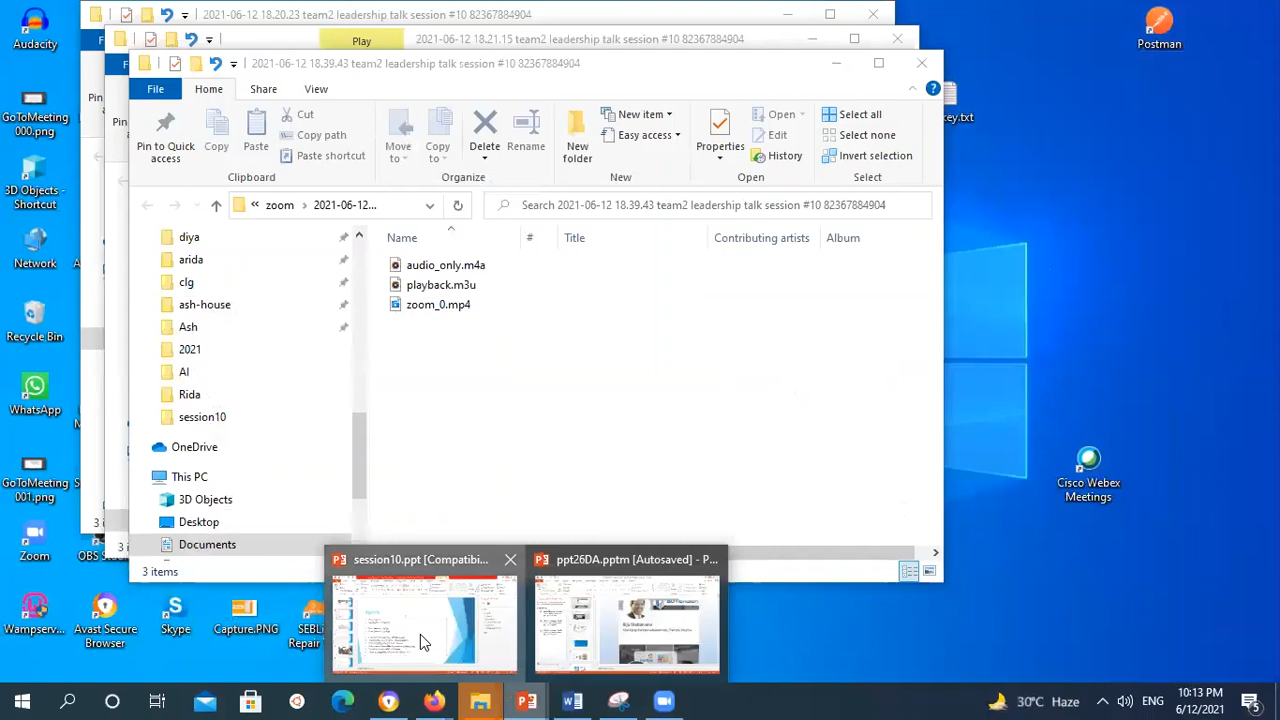 2021-06-12 18.20.23 team2 leadership talk session #10 82367884904
Play
2021-06-12 18.21.15 team2 leadership talk session #10 82367884904
2021-06-12 18.39.43 team2 leadership talk session #10 82367884904
File
Home
Share
View
Pin to Quick
access
Copy
Paste
Cut
Copy path
Paste shortcut
Clipboard
Move
to
Copy
to
Delete
Rename
Organize
New
folder
New item
Easy access
New
Properties
Open
Edit
History
Open
Select all
Select none
Invert selection
Select
« zoom › 2021-06-12...
Search 2021-06-12 18.39.43 team2 leadership talk session #10 82367884904
Name
#
Title
Contributing artists
Album
audio_only.m4a
playback.m3u
zoom_0.mp4
diya
arida
clg
ash-house
Ash
2021
AI
Rida
session10
OneDrive
This PC
3D Objects
Desktop
Documents
3 items
session10.ppt [Compatibi...
ppt26DA.pptm [Autosaved] - P...
Audacity
GoToMeeting
000.png
3D Objects -
Shortcut
Network
Recycle Bin
WhatsApp
GoToMeeting
001.png
Zoom
Wampserv...
Avast Secure
Browser
Skype
Capture.PNG
Repair
Postman
key.txt
Cisco Webex
Meetings
30°C Haze
ENG
10:13 PM
6/12/2021
5